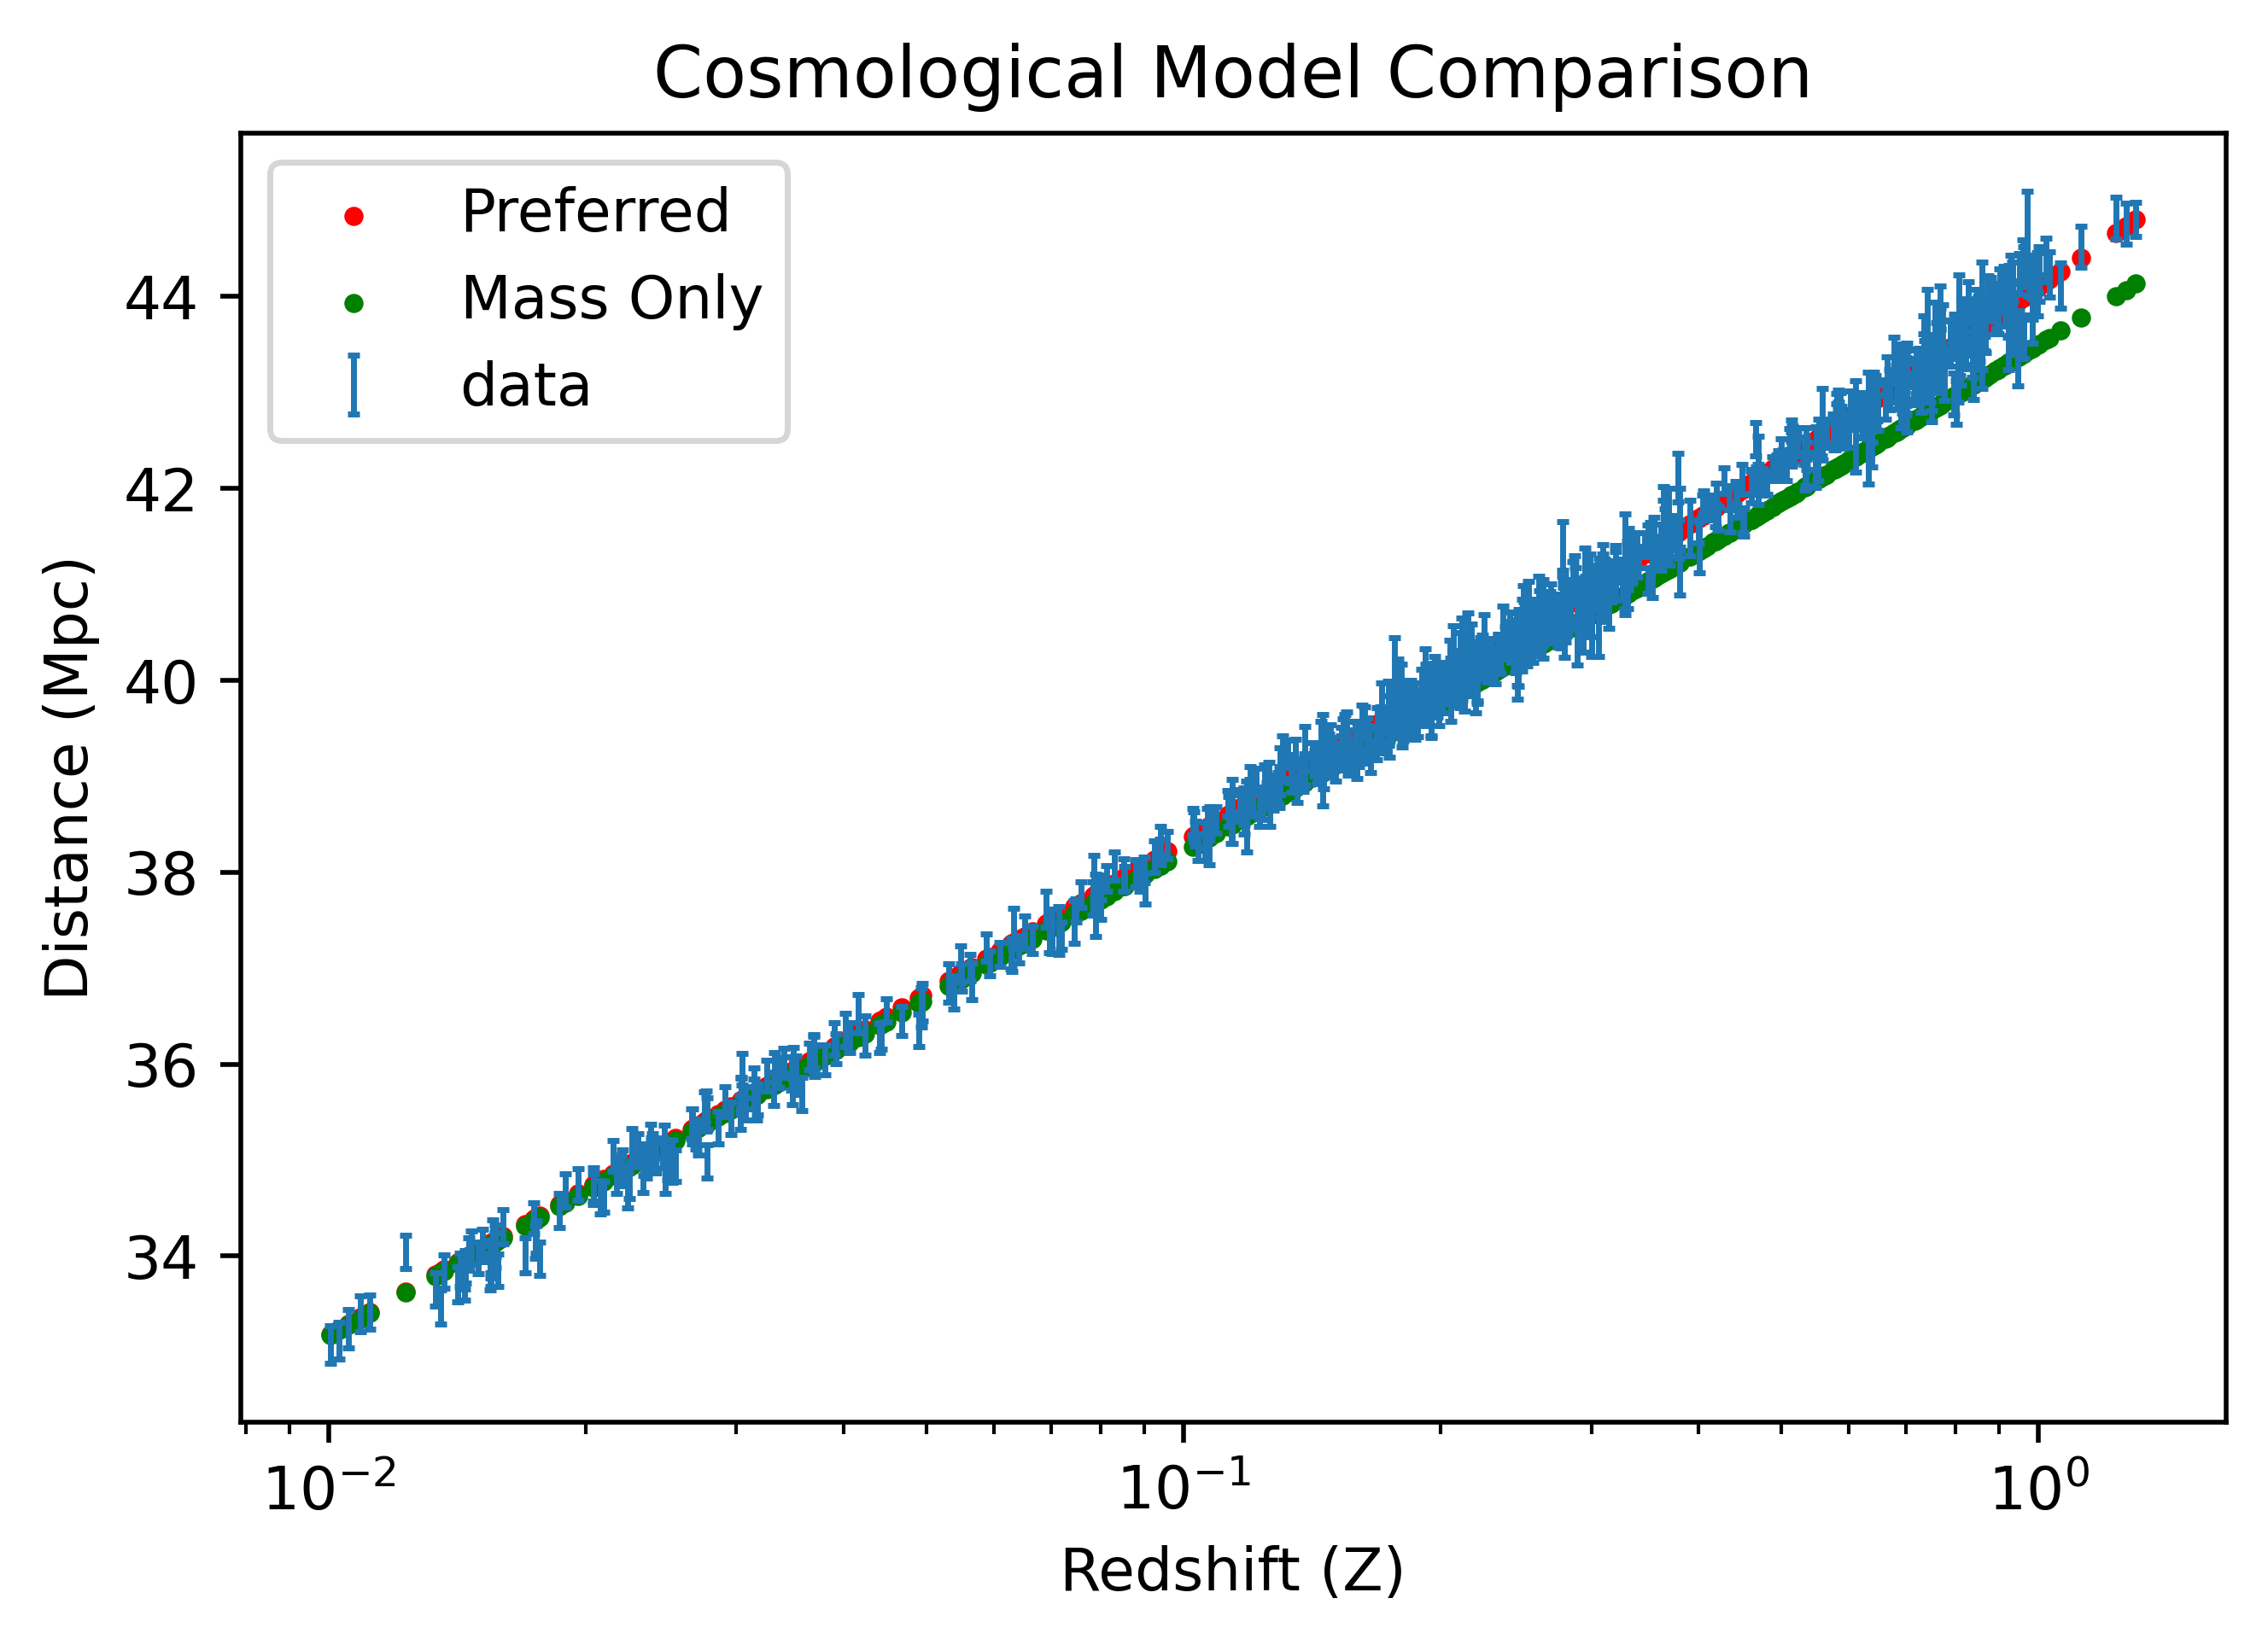 Cosmological Model Comparison
Preferred
Mass Only
data
44
42
40
38
36
34
Distance (Mpc)
10⁻²
10⁻¹
10⁰
Redshift (Z)